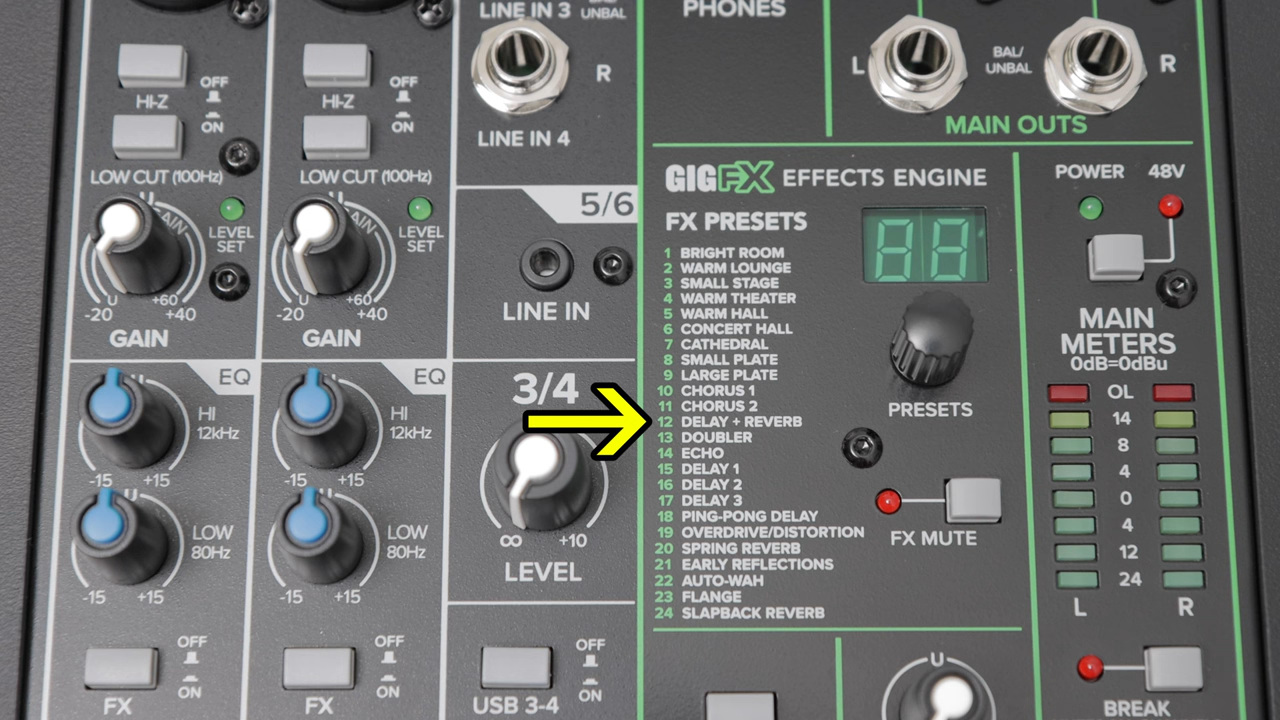 HI-Z
OFF
ON
LOW CUT (100Hz)
U
GAIN
LEVEL
SET
U
+60
-20
+40
GAIN
EQ
HI
12kHz
-15
+15
U
LOW
80Hz
-15
+15
OFF
ON
FX
HI-Z
OFF
ON
LOW CUT (100Hz)
U
GAIN
LEVEL
SET
U
+60
-20
+40
GAIN
EQ
HI
12kHz
-15
+15
U
LOW
80Hz
-15
+15
OFF
ON
FX
LINE IN 3
UNBAL
R
LINE IN 4
5/6
LINE IN
3/4
∞
+10
LEVEL
OFF
ON
USB 3-4
PHONES
L
BAL/
UNBAL
R
MAIN OUTS
GIGFX EFFECTS ENGINE
FX PRESETS
1 BRIGHT ROOM
2 WARM LOUNGE
3 SMALL STAGE
4 WARM THEATER
5 WARM HALL
6 CONCERT HALL
7 CATHEDRAL
8 SMALL PLATE
9 LARGE PLATE
10 CHORUS 1
11 CHORUS 2
12 DELAY + REVERB
13 DOUBLER
14 ECHO
15 DELAY 1
16 DELAY 2
17 DELAY 3
18 PING-PONG DELAY
19 OVERDRIVE/DISTORTION
20 SPRING REVERB
21 EARLY REFLECTIONS
22 AUTO-WAH
23 FLANGE
24 SLAPBACK REVERB
88
PRESETS
FX MUTE
U
POWER
48V
MAIN
METERS
0dB=0dBu
OL
14
8
4
0
4
12
24
L
R
BREAK